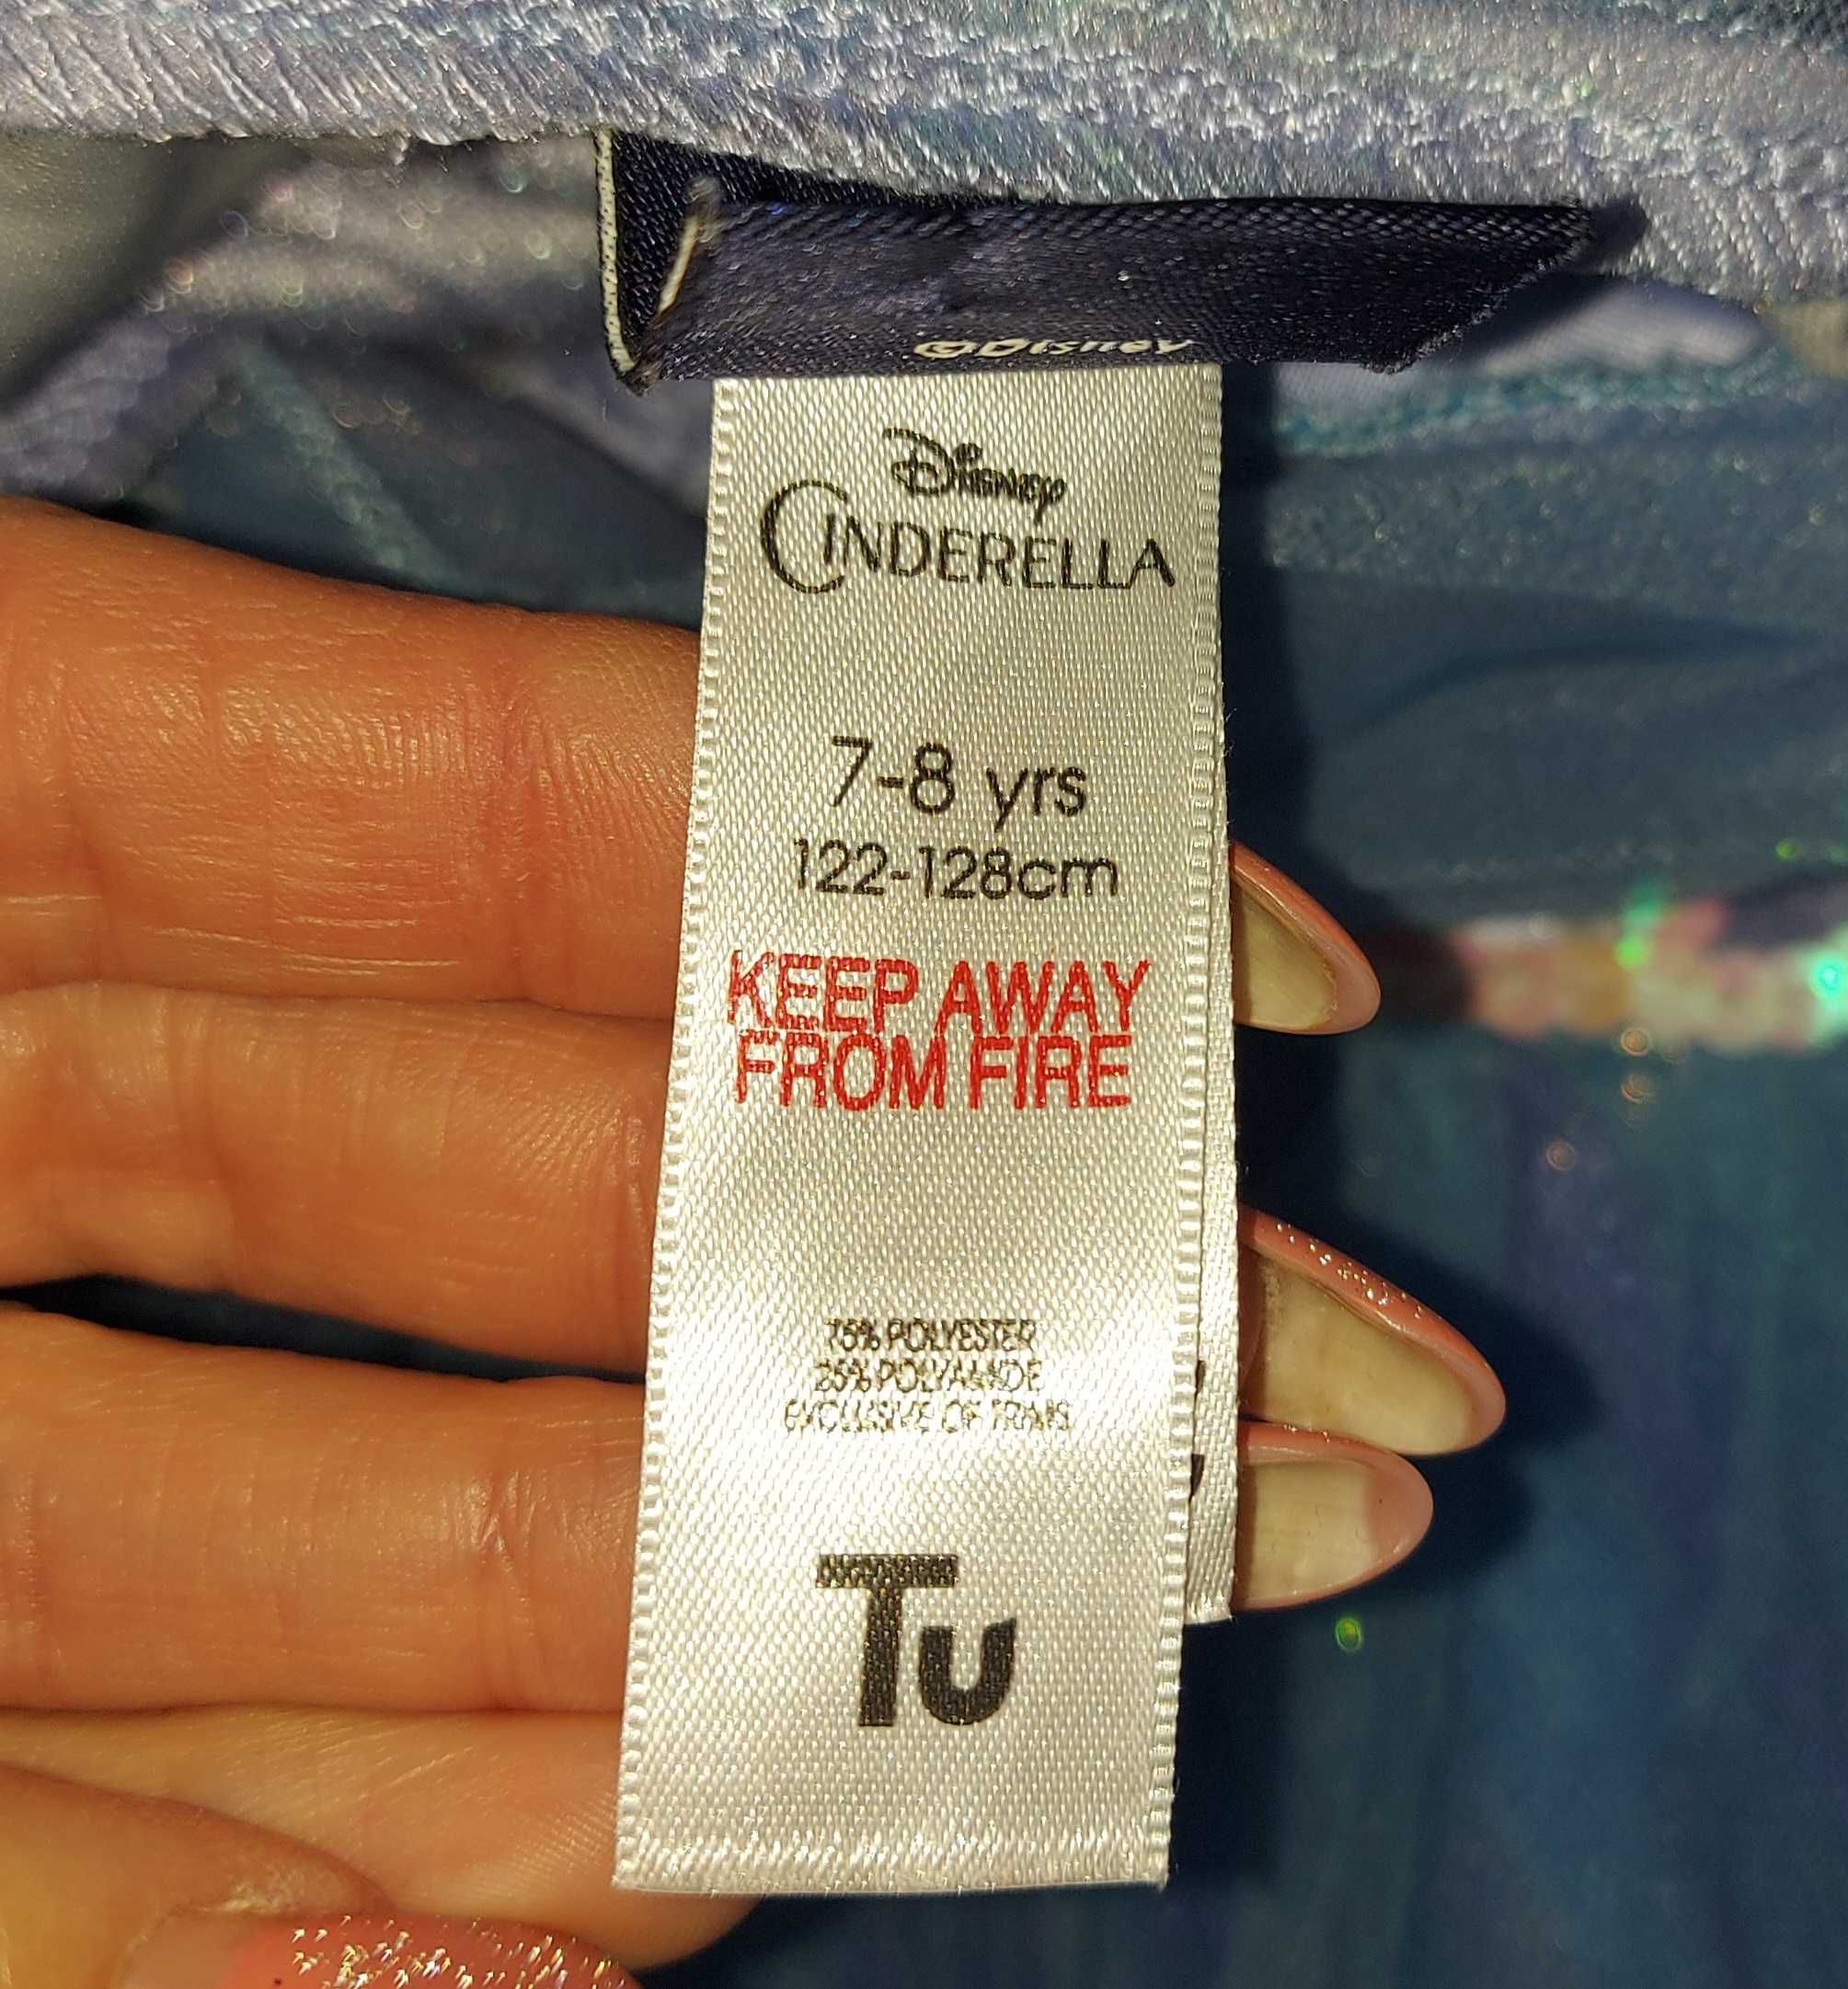 ©Disney
Disney
CINDERELLA
7-8 yrs
122-128cm
KEEP AWAY
FROM FIRE
75% POLYESTER
25% POLYAMIDE
EXCLUSIVE OF TRIMS
Tu